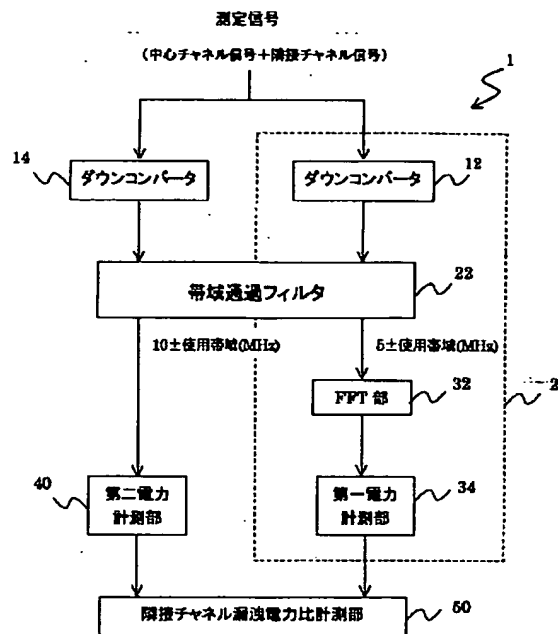 測定信号
(中心チャネル信号+隣接チャネル信号)
1
14
ダウンコンバータ
ダウンコンバータ
12
帯域通過フィルタ
22
10±使用帯域(MHz)
5±使用帯域(MHz)
FFT 部
32
2
40
第二電力
計測部
第一電力
計測部
34
隣接チャネル漏洩電力比計測部
50